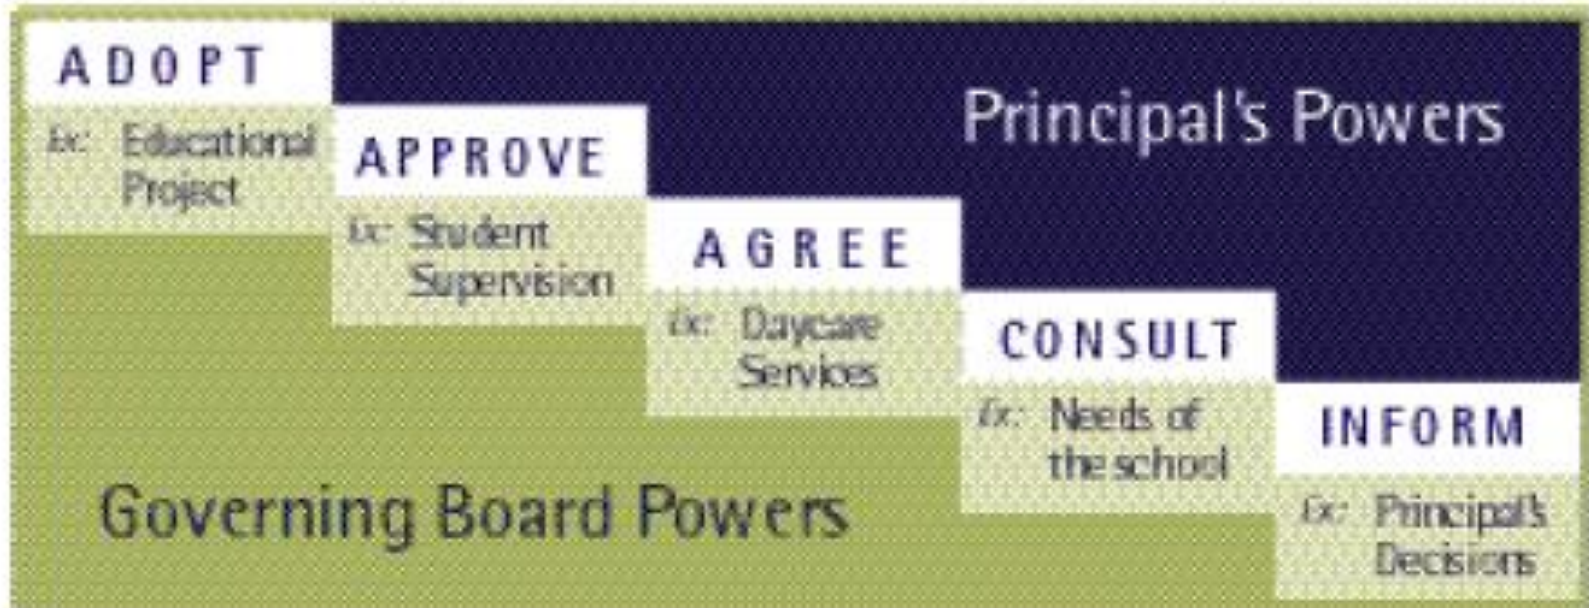 ADOPT
Ex: Educational
Project
APPROVE
Ex: Student
Supervision
AGREE
Ex: Daycare
Services
CONSULT
Ex: Needs of
the school
INFORM
Ex: Principal's
Decisions
Principal's Powers
Governing Board Powers